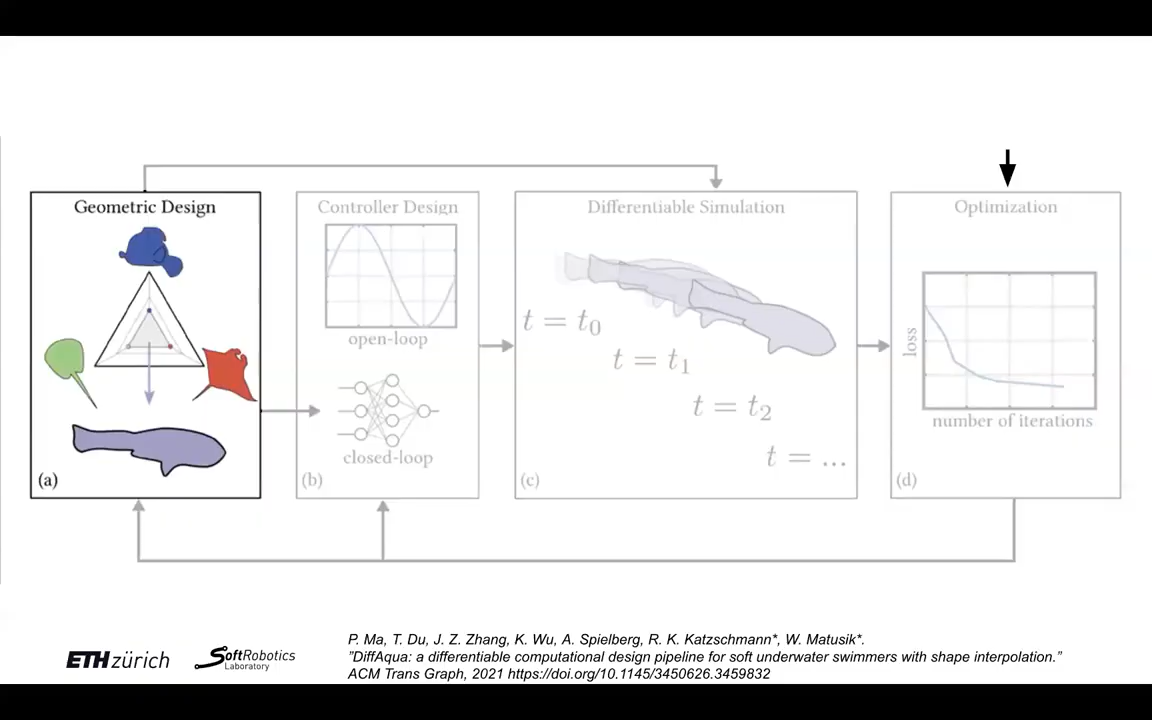 Geometric Design
(a)
Controller Design
open-loop
closed-loop
(b)
Differentiable Simulation
t = t₀
t = t₁
t = t₂
t = ...
(c)
Optimization
loss
number of iterations
(d)
ETH zürich
SoftRobotics
Laboratory
P. Ma, T. Du, J. Z. Zhang, K. Wu, A. Spielberg, R. K. Katzschmann*, W. Matusik*.
"DiffAqua: a differentiable computational design pipeline for soft underwater swimmers with shape interpolation."
ACM Trans Graph, 2021 https://doi.org/10.1145/3450626.3459832